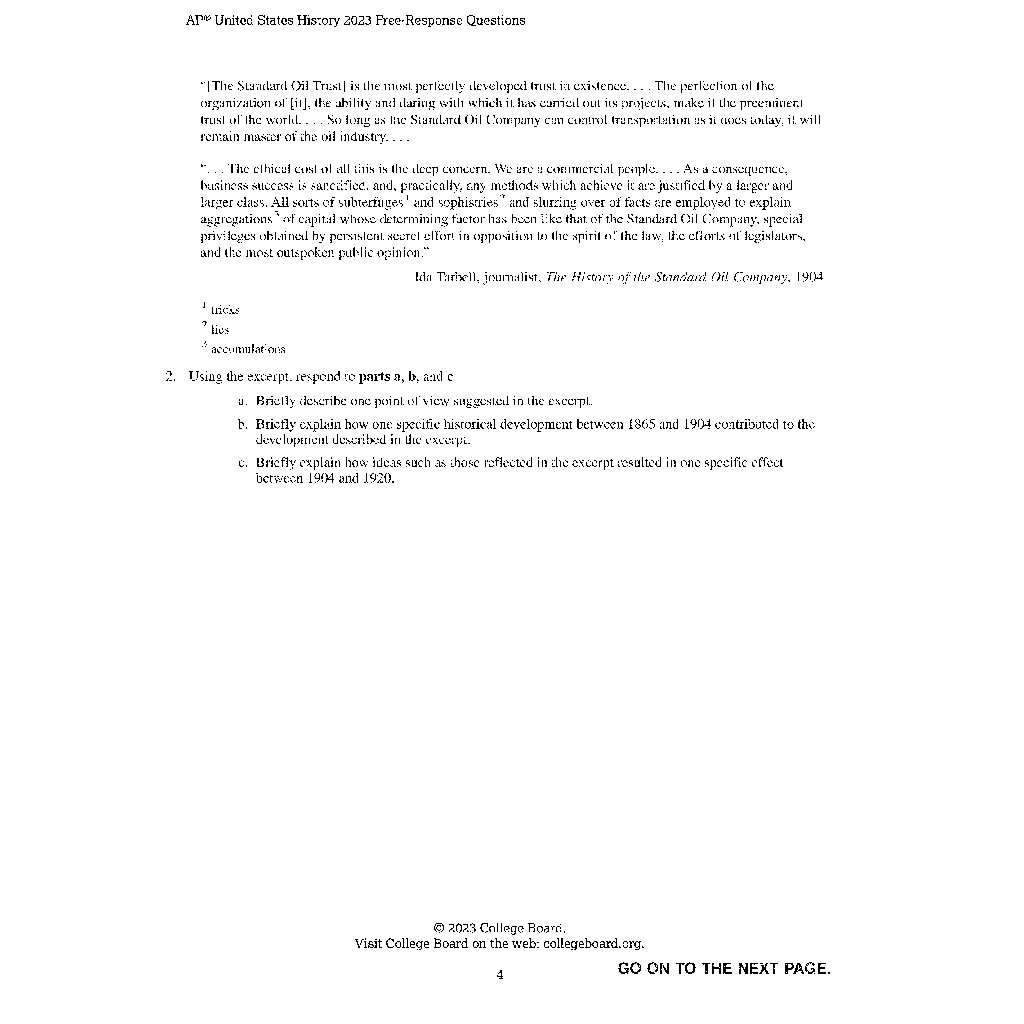 AP® United States History 2023 Free-Response Questions
“[The Standard Oil Trust] is the most perfectly developed trust in existence. . . . The perfection of the
organization of [it], the ability and daring with which it has carried out its projects, make it the preeminent
trust of the world. . . . So long as the Standard Oil Company can control transportation as it does today, it will
remain master of the oil industry. . . .
“. . . The ethical cost of all this is the deep concern. We are a commercial people. . . . As a consequence,
business success is sanctified, and, practically, any methods which achieve it are justified by a larger and
larger class. All sorts of subterfuges¹ and sophistries² and slurring over of facts are employed to explain
aggregations³ of capital whose determining factor has been like that of the Standard Oil Company, special
privileges obtained by persistent secret effort in opposition to the spirit of the law, the efforts of legislators,
and the most outspoken public opinion.”
Ida Tarbell, journalist, The History of the Standard Oil Company, 1904
¹ tricks
² lies
³ accumulations
2. Using the excerpt, respond to parts a, b, and c.
a. Briefly describe one point of view suggested in the excerpt.
b. Briefly explain how one specific historical development between 1865 and 1904 contributed to the
development described in the excerpt.
c. Briefly explain how ideas such as those reflected in the excerpt resulted in one specific effect
between 1904 and 1920.
© 2023 College Board.
Visit College Board on the web: collegeboard.org.
4
GO ON TO THE NEXT PAGE.